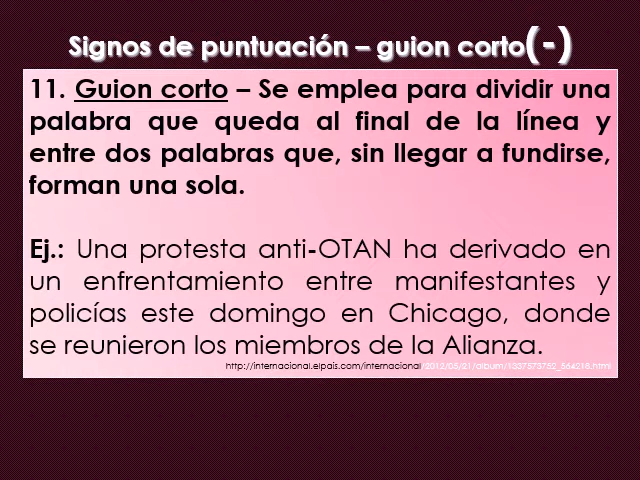 Signos de puntuación – guion corto(-)
11. Guion corto – Se emplea para dividir una
palabra que queda al final de la línea y
entre dos palabras que, sin llegar a fundirse,
forman una sola.
Ej.: Una protesta anti-OTAN ha derivado en
un enfrentamiento entre manifestantes y
policías este domingo en Chicago, donde
se reunieron los miembros de la Alianza.
http://internacional.elpais.com/internacional/2012/05/21/album/1337573752_564216.html